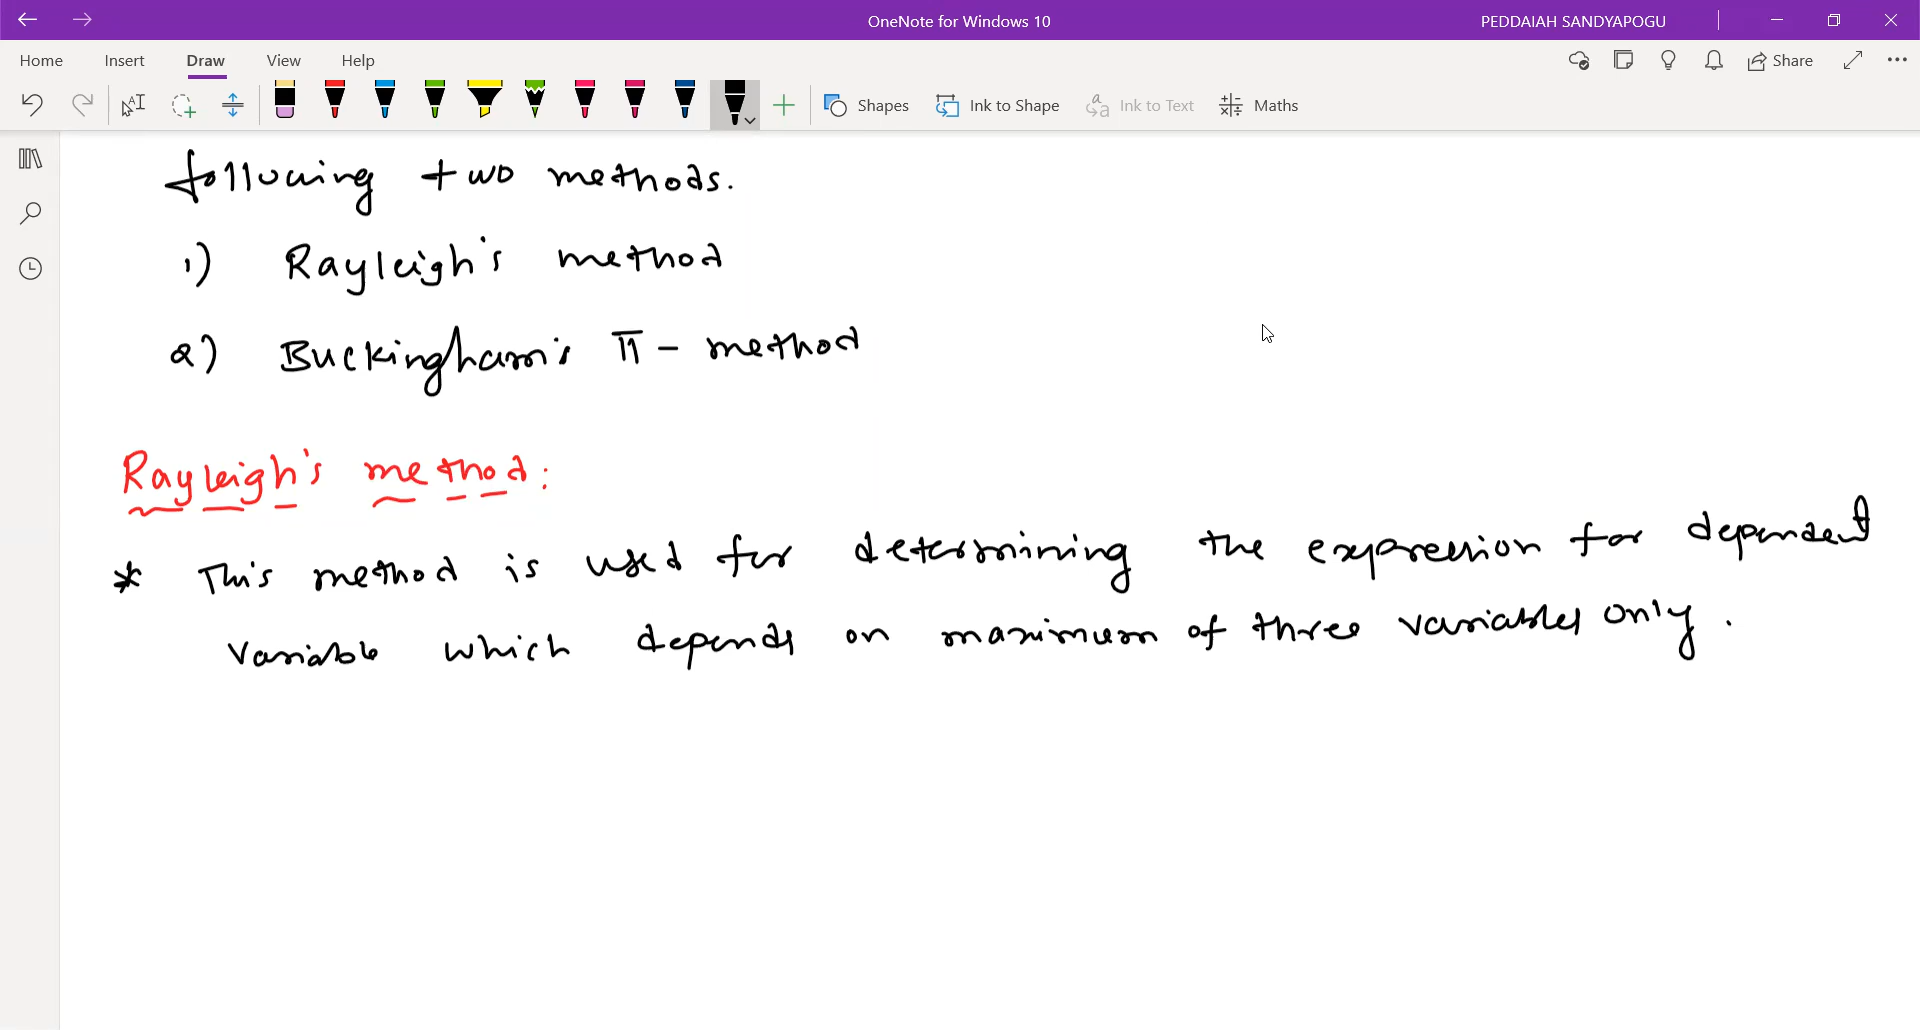 OneNote for Windows 10
PEDDAIAH SANDYAPOGU
Home Insert Draw View Help
Share
Shapes Ink to Shape Ink to Text Maths
following two methods.
1) Rayleigh's method
2) Buckingham's π - method
Rayleigh's method:
* This method is used for determining the expression for dependent
variable which depends on maximum of three variables only.